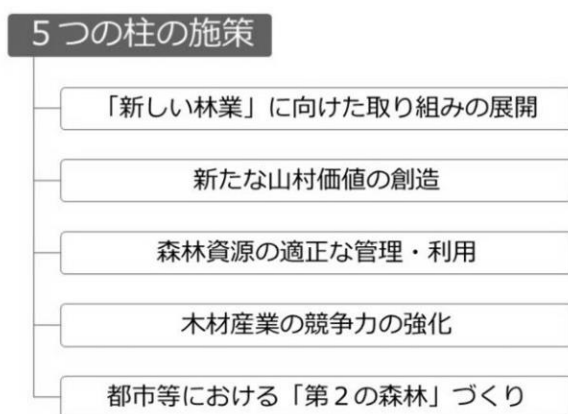 ５つの柱の施策
「新しい林業」に向けた取り組みの展開
新たな山村価値の創造
森林資源の適正な管理・利用
木材産業の競争力の強化
都市等における「第２の森林」づくり